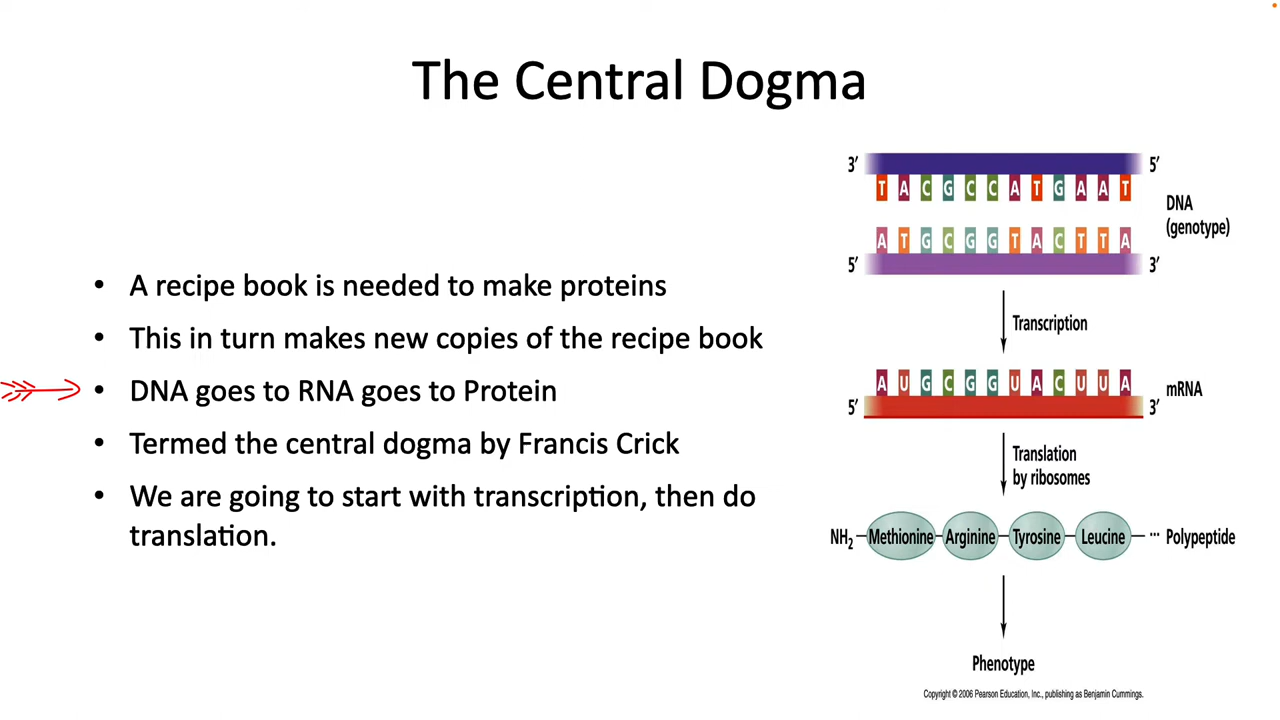 The Central Dogma
• A recipe book is needed to make proteins
• This in turn makes new copies of the recipe book
• DNA goes to RNA goes to Protein
• Termed the central dogma by Francis Crick
• We are going to start with transcription, then do
translation.
3′ 5′
T A C G C C A T G A A T
DNA
(genotype)
A T G C G G T A C T T A
5′ 3′
Transcription
A U G C G G U A C U U A
mRNA
5′ 3′
Translation
by ribosomes
NH₂ Methionine Arginine Tyrosine Leucine ··· Polypeptide
Phenotype
Copyright © 2006 Pearson Education, Inc., publishing as Benjamin Cummings.